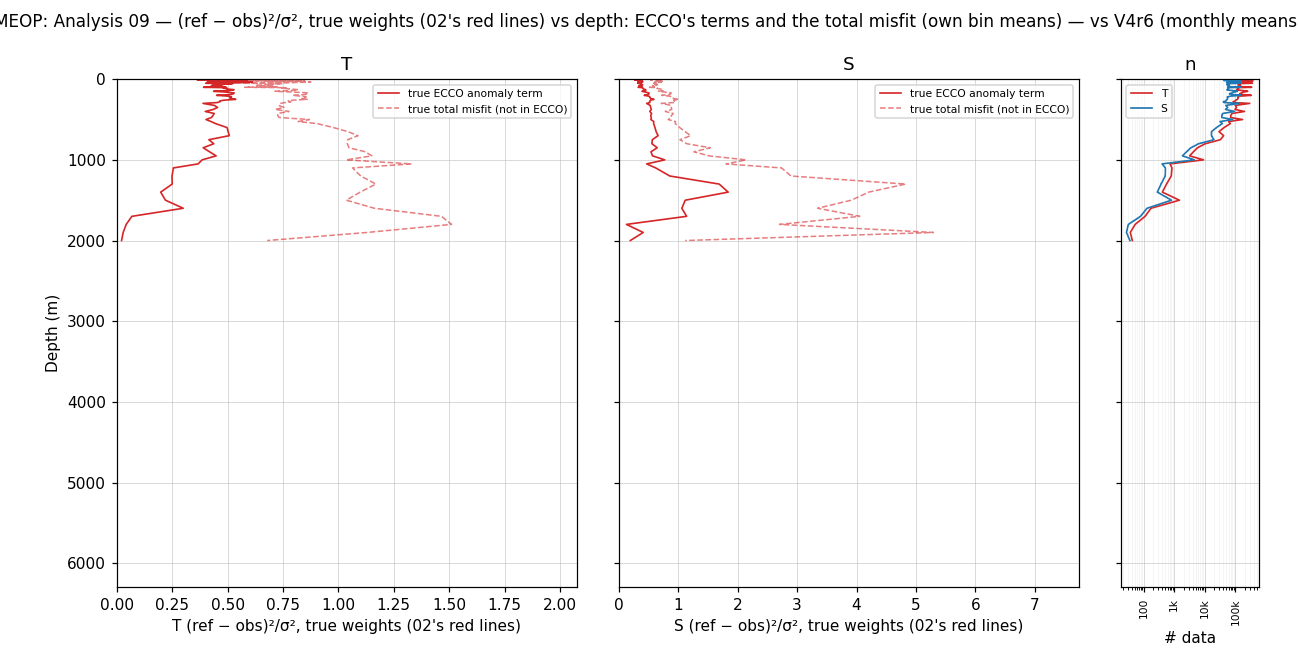 MEOP: Analysis 09 — (ref − obs)²/σ², true weights (02's red lines) vs depth: ECCO's terms and the total misfit (own bin means) — vs V4r6 (monthly means
T
S
n
true ECCO anomaly term
true total misfit (not in ECCO)
true ECCO anomaly term
true total misfit (not in ECCO)
T
S
0
1000
2000
3000
4000
5000
6000
Depth (m)
0.00 0.25 0.50 0.75 1.00 1.25 1.50 1.75 2.00
0 1 2 3 4 5 6 7
100 1k 10k 100k
T (ref − obs)²/σ², true weights (02's red lines)
S (ref − obs)²/σ², true weights (02's red lines)
# data